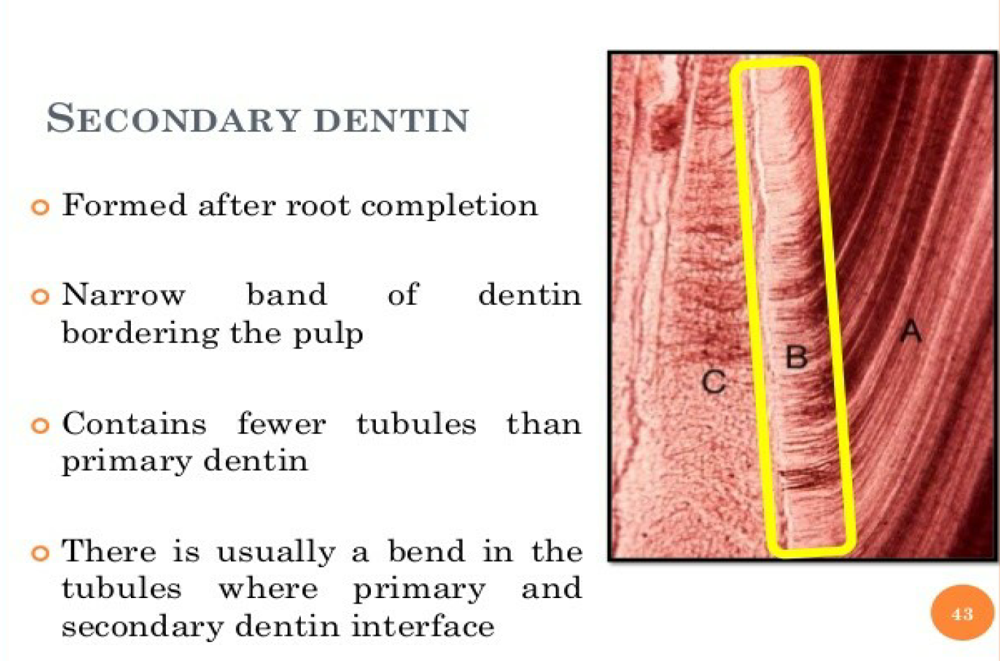 SECONDARY DENTIN
Formed after root completion
Narrow band of dentin
bordering the pulp
Contains fewer tubules than
primary dentin
There is usually a bend in the
tubules where primary and
secondary dentin interface
A
B
C
43